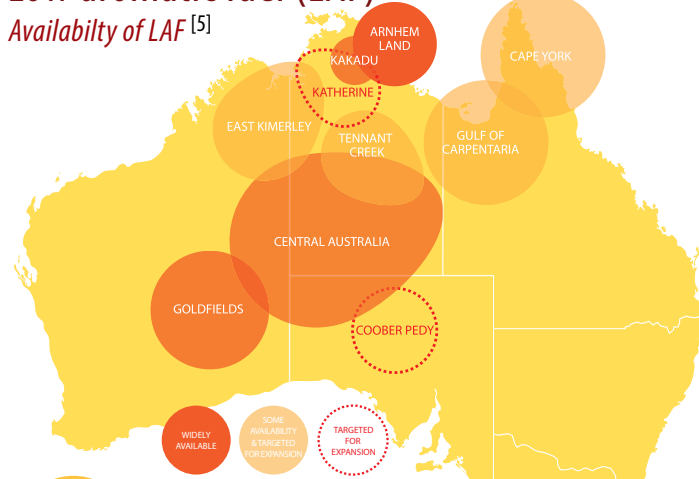 Availabilty of LAF [5]
ARNHEM
LAND
KAKADU
CAPE YORK
KATHERINE
EAST KIMERLEY
TENNANT
CREEK
GULF OF
CARPENTARIA
CENTRAL AUSTRALIA
GOLDFIELDS
COOBER PEDY
WIDELY
AVAILABLE
SOME
AVAILABILITY
& TARGETED
FOR EXPANSION
TARGETED
FOR
EXPANSION